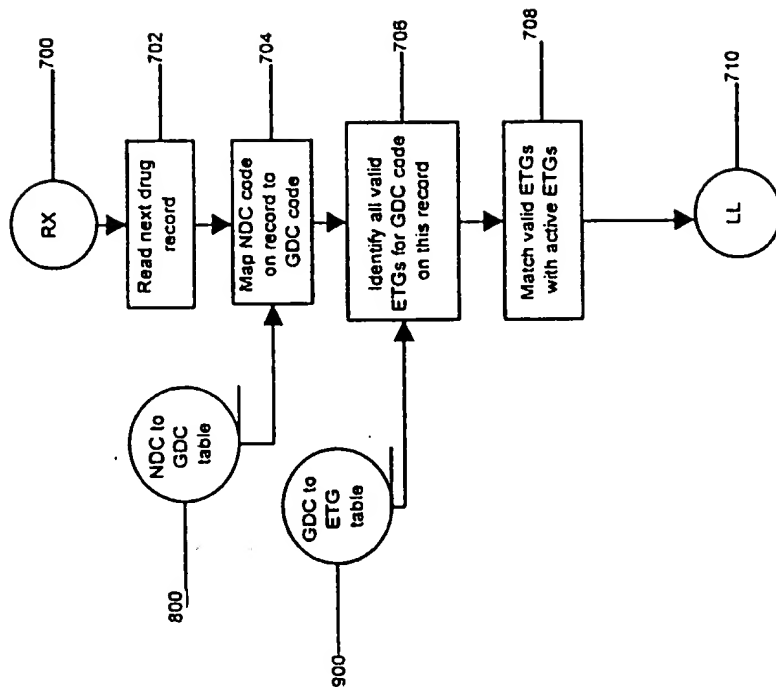 RX
700
Read next drug
record
702
NDC to
GDC
table
800
Map NDC code
on record to
GDC code
704
GDC to
ETG
table
900
Identify all valid
ETGs for GDC code
on this record
706
Match valid ETGs
with active ETGs
708
LL
710